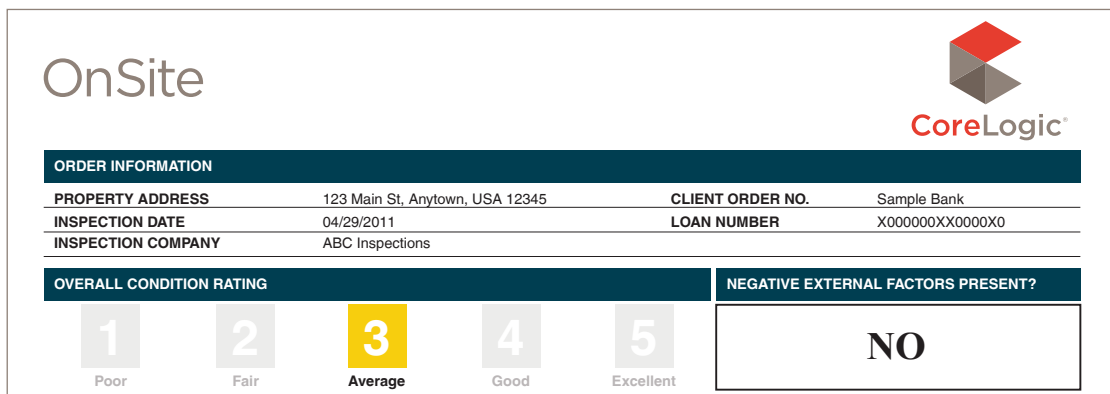 OnSite
CoreLogic®
ORDER INFORMATION
PROPERTY ADDRESS 123 Main St, Anytown, USA 12345 CLIENT ORDER NO. Sample Bank
INSPECTION DATE 04/29/2011 LOAN NUMBER X000000XX0000X0
INSPECTION COMPANY ABC Inspections
OVERALL CONDITION RATING NEGATIVE EXTERNAL FACTORS PRESENT?
1 2 3 4 5 NO
Poor Fair Average Good Excellent